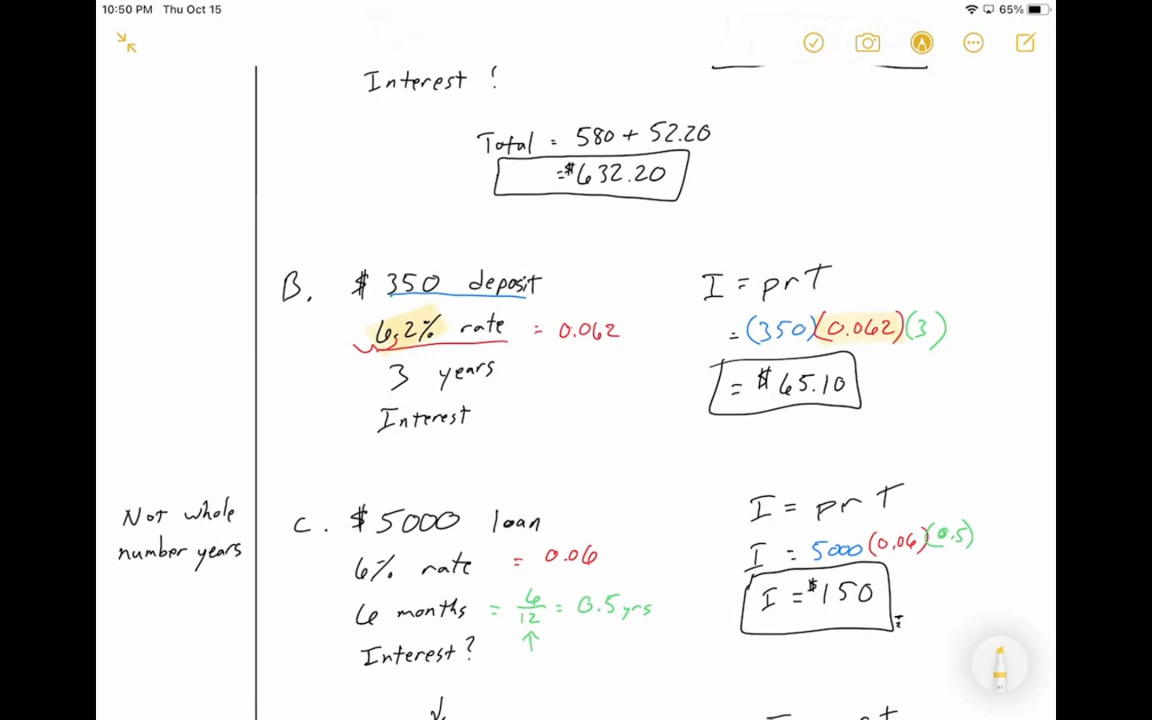 10:50 PM Thu Oct 15
65%
Interest ?
Total = 580 + 52.20
= $632.20
B. $ 350 deposit
6.2% rate = 0.062
3 years
Interest
I = prT
= (350)(0.062)(3)
= $65.10
Not whole
number years
C. $5000 loan
6% rate = 0.06
6 months = 6/12 = 0.5 yrs
Interest?
I = prT
I = 5000(0.06)(0.5)
I = $150